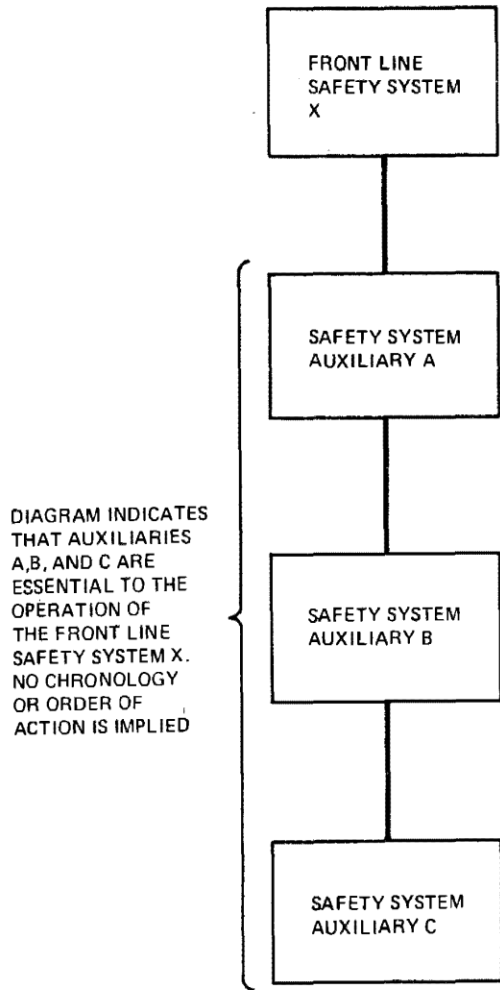 FRONT LINE
SAFETY SYSTEM
X
SAFETY SYSTEM
AUXILIARY A
DIAGRAM INDICATES
THAT AUXILIARIES
A,B, AND C ARE
ESSENTIAL TO THE
OPERATION OF
THE FRONT LINE
SAFETY SYSTEM X.
NO CHRONOLOGY
OR ORDER OF
ACTION IS IMPLIED
SAFETY SYSTEM
AUXILIARY B
SAFETY SYSTEM
AUXILIARY C